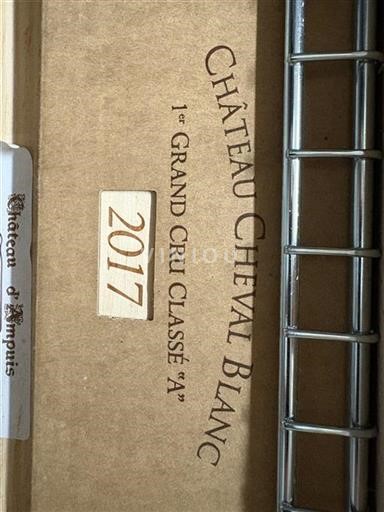 CHÂTEAU CHEVAL BLANC
1er GRAND CRU CLASSÉ "A"
2017
Château d'Ampuis